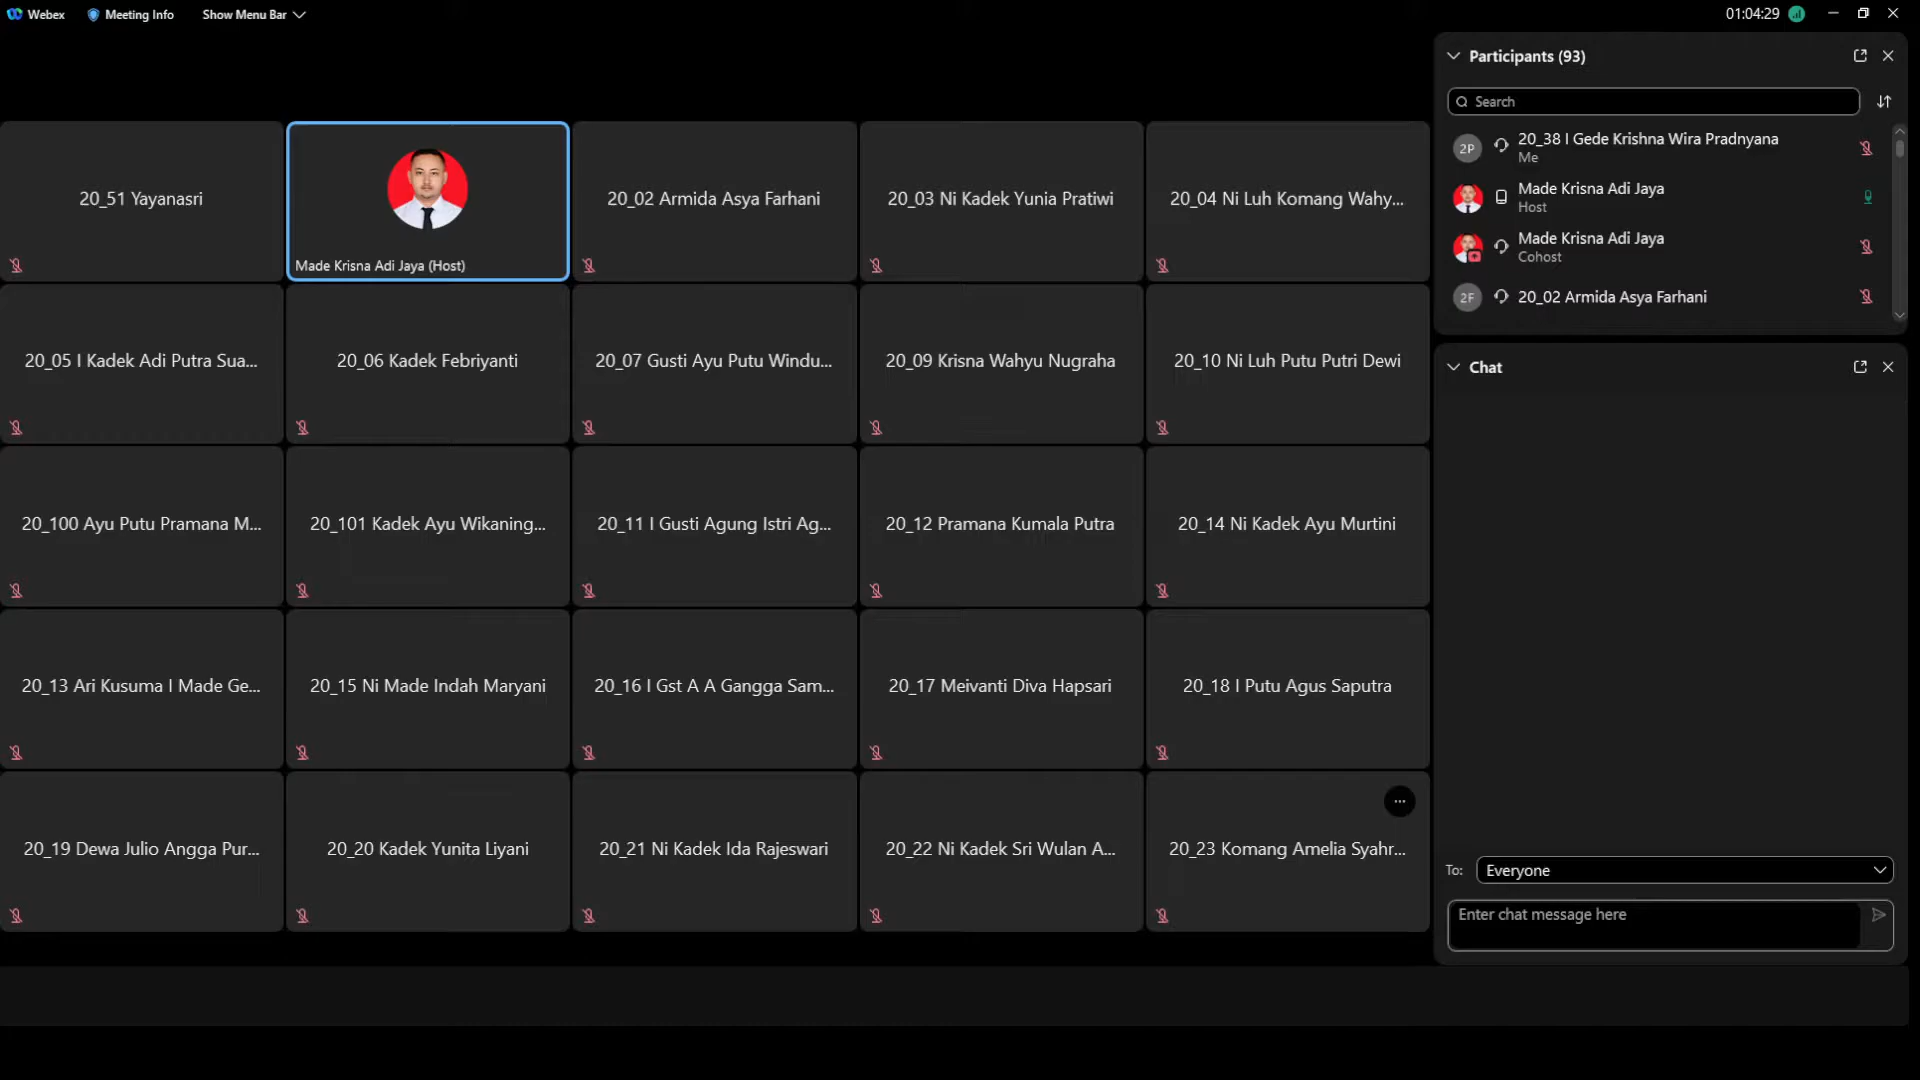 Webex Meeting Info Show Menu Bar 01:04:29
20_51 Yayanasri
Made Krisna Adi Jaya (Host)
20_02 Armida Asya Farhani
20_03 Ni Kadek Yunia Pratiwi
20_04 Ni Luh Komang Wahy...
20_05 I Kadek Adi Putra Sua...
20_06 Kadek Febriyanti
20_07 Gusti Ayu Putu Windu...
20_09 Krisna Wahyu Nugraha
20_10 Ni Luh Putu Putri Dewi
20_100 Ayu Putu Pramana M...
20_101 Kadek Ayu Wikaning...
20_11 I Gusti Agung Istri Ag...
20_12 Pramana Kumala Putra
20_14 Ni Kadek Ayu Murtini
20_13 Ari Kusuma I Made Ge...
20_15 Ni Made Indah Maryani
20_16 I Gst A A Gangga Sam...
20_17 Meivanti Diva Hapsari
20_18 I Putu Agus Saputra
20_19 Dewa Julio Angga Pur...
20_20 Kadek Yunita Liyani
20_21 Ni Kadek Ida Rajeswari
20_22 Ni Kadek Sri Wulan A...
20_23 Komang Amelia Syahr...
Participants (93)
Search
2P 20_38 I Gede Krishna Wira Pradnyana
Me
Made Krisna Adi Jaya
Host
Made Krisna Adi Jaya
Cohost
2F 20_02 Armida Asya Farhani
Chat
To: Everyone
Enter chat message here